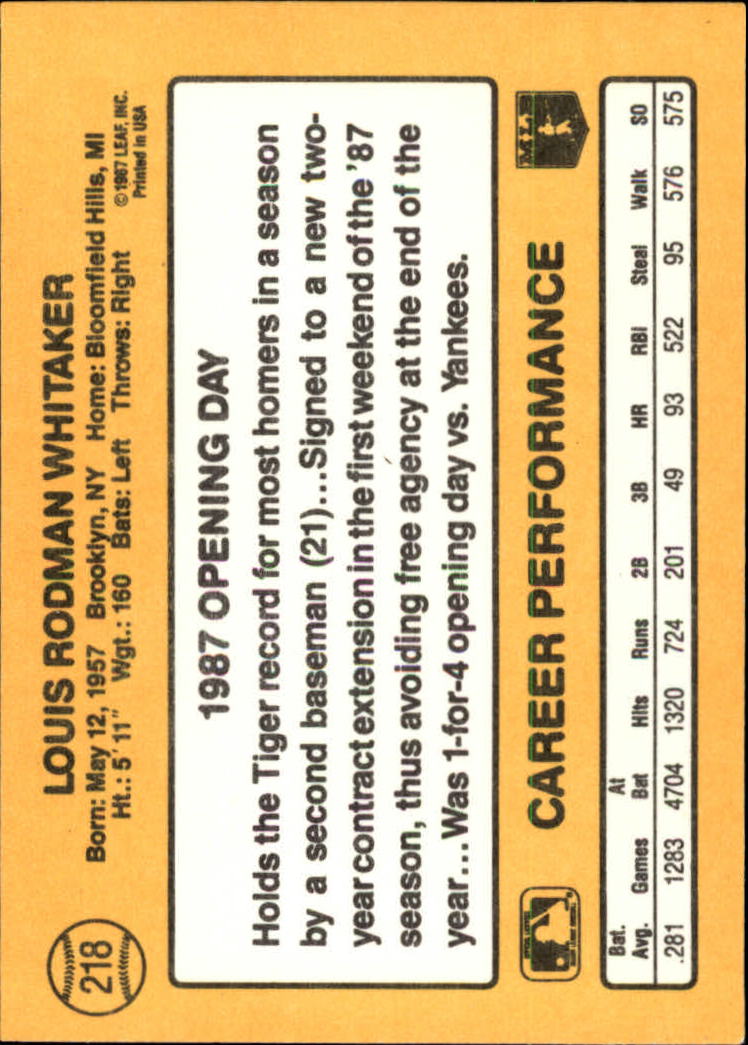 218
LOUIS RODMAN WHITAKER
Born: May 12, 1957 Brooklyn, NY Home: Bloomfield Hills, MI
Ht.: 5' 11" Wgt.: 160 Bats: Left Throws: Right
©1987 LEAF, INC.
Printed in USA
1987 OPENING DAY
Holds the Tiger record for most homers in a season
by a second baseman (21)...Signed to a new two-
year contract extension in the first weekend of the '87
season, thus avoiding free agency at the end of the
year...Was 1-for-4 opening day vs. Yankees.
CAREER PERFORMANCE
MLB
Bat. Avg. Games At Bat Hits Runs 2B 3B HR RBI Steal Walk SO
.281 1283 4704 1320 724 201 49 93 522 95 576 575